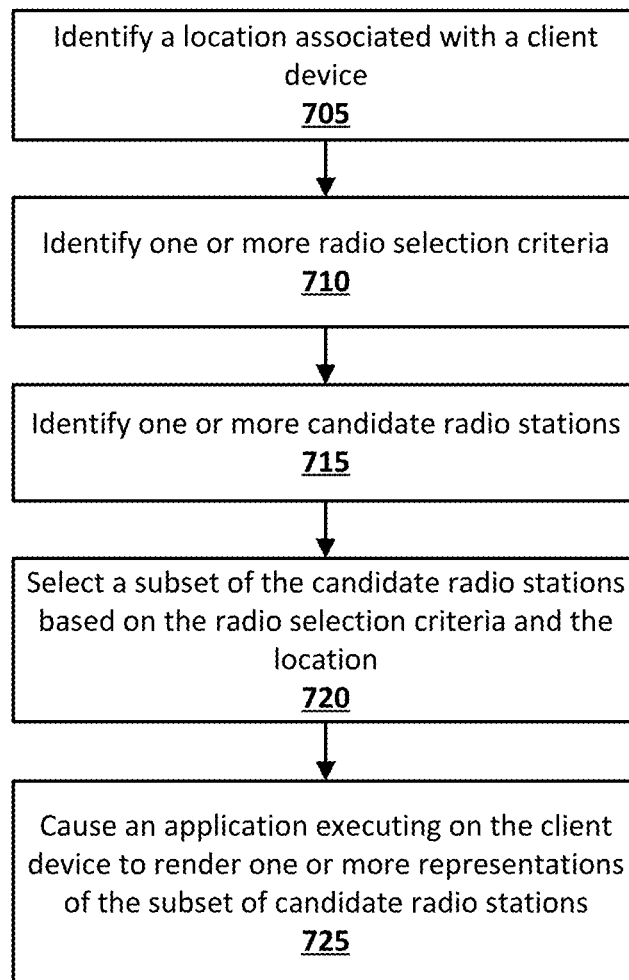 Identify a location associated with a client
device
705
Identify one or more radio selection criteria
710
Identify one or more candidate radio stations
715
Select a subset of the candidate radio stations
based on the radio selection criteria and the
location
720
Cause an application executing on the client
device to render one or more representations
of the subset of candidate radio stations
725